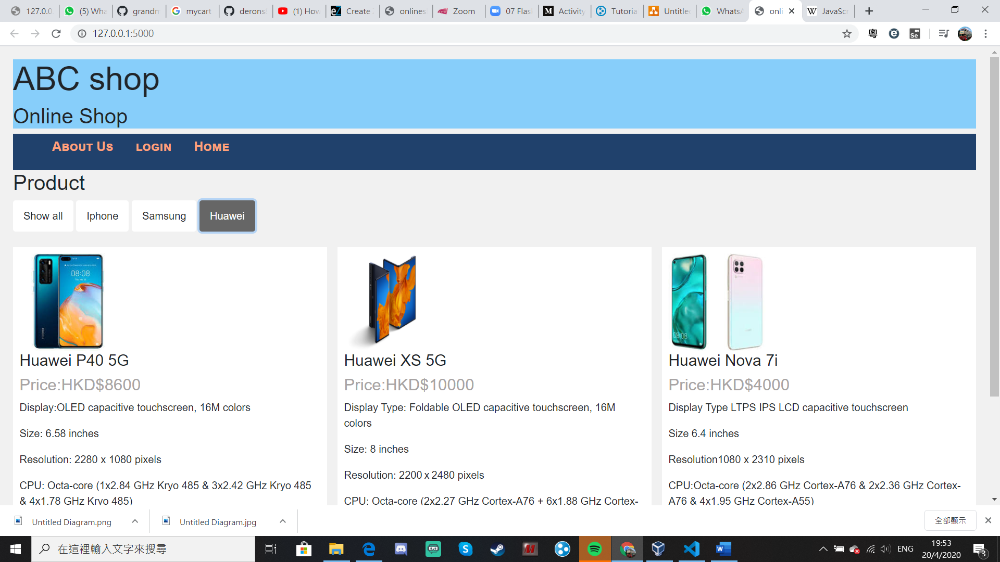 127.0.0
(5) Wha
grandm
mycart
derons
(1) How
Create
onlines
Zoom
07 Flas
Activity
Tutoria
Untitled
WhatsA
onli
JavaScr
127.0.0.1:5000
ABC shop
Online Shop
About Us login Home
Product
Show all Iphone Samsung Huawei
Huawei P40 5G
Price:HKD$8600
Display:OLED capacitive touchscreen, 16M colors
Size: 6.58 inches
Resolution: 2280 x 1080 pixels
CPU: Octa-core (1x2.84 GHz Kryo 485 & 3x2.42 GHz Kryo 485
& 4x1.78 GHz Kryo 485)
Huawei XS 5G
Price:HKD$10000
Display Type: Foldable OLED capacitive touchscreen, 16M
colors
Size: 8 inches
Resolution: 2200 x 2480 pixels
CPU: Octa-core (2x2.27 GHz Cortex-A76 + 6x1.88 GHz Cortex-
Huawei Nova 7i
Price:HKD$4000
Display Type LTPS IPS LCD capacitive touchscreen
Size 6.4 inches
Resolution1080 x 2310 pixels
CPU:Octa-core (2x2.86 GHz Cortex-A76 & 2x2.36 GHz Cortex-
A76 & 4x1.95 GHz Cortex-A55)
Untitled Diagram.png
Untitled Diagram.jpg
全部顯示
在這裡輸入文字來搜尋
ENG
19:53
20/4/2020
3